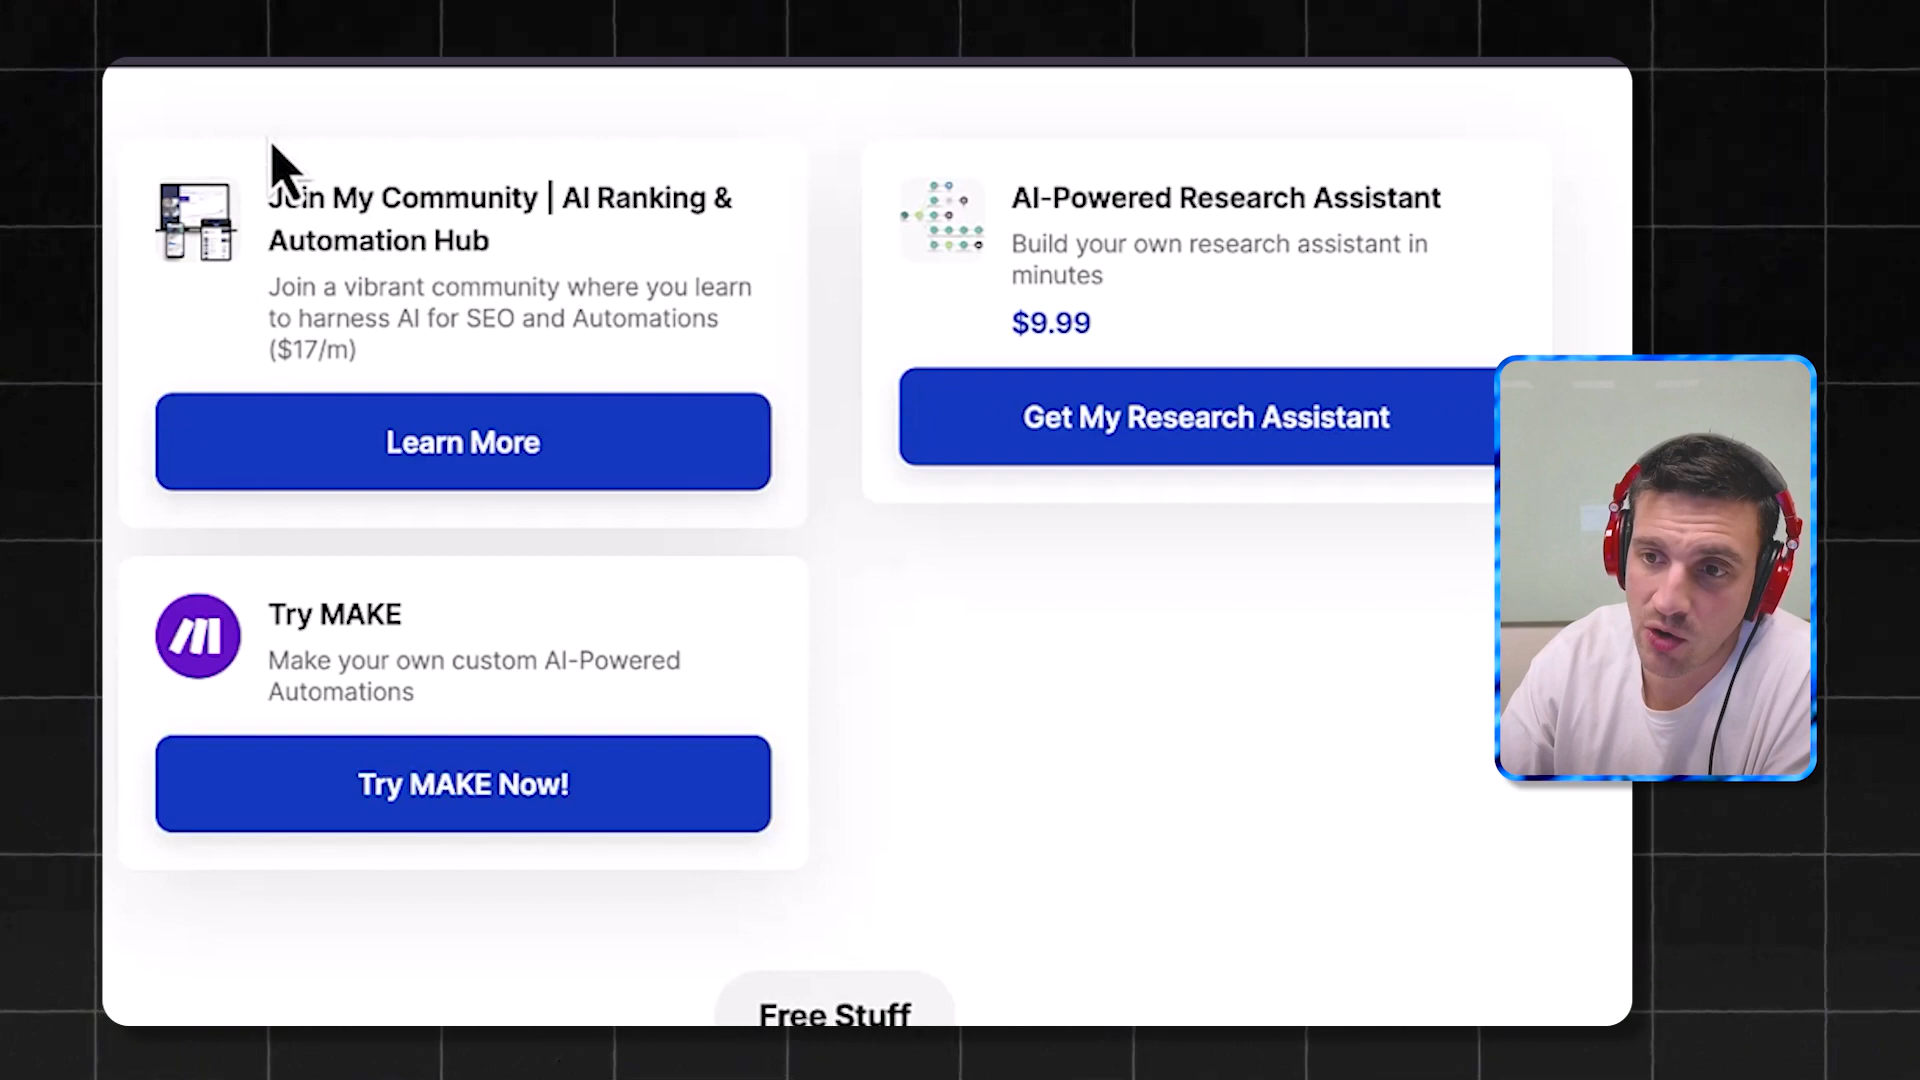 Join My Community | AI Ranking &
Automation Hub
Join a vibrant community where you learn
to harness AI for SEO and Automations
($17/m)
Learn More
Try MAKE
Make your own custom AI-Powered
Automations
Try MAKE Now!
AI-Powered Research Assistant
Build your own research assistant in
minutes
$9.99
Get My Research Assistant
Free Stuff